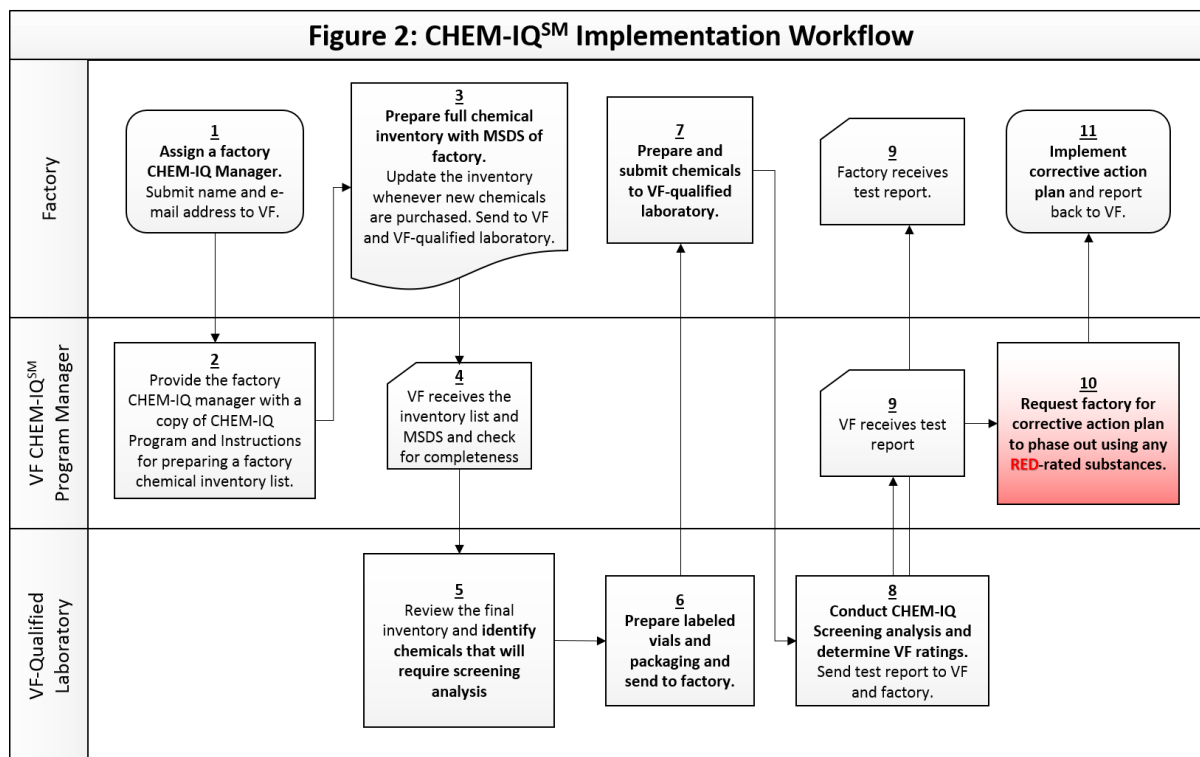 Figure 2: CHEM-IQSM Implementation Workflow
Factory
1
Assign a factory
CHEM-IQ Manager.
Submit name and e-
mail address to VF.
3
Prepare full chemical
inventory with MSDS of
factory.
Update the inventory
whenever new chemicals
are purchased. Send to VF
and VF-qualified laboratory.
7
Prepare and
submit chemicals
to VF-qualified
laboratory.
9
Factory receives
test report.
11
Implement
corrective action
plan and report
back to VF.
VF CHEM-IQSM
Program Manager
2
Provide the factory
CHEM-IQ manager with a
copy of CHEM-IQ
Program and Instructions
for preparing a factory
chemical inventory list.
4
VF receives the
inventory list and
MSDS and check
for completeness
9
VF receives test
report
10
Request factory for
corrective action plan
to phase out using any
RED-rated substances.
VF-Qualified
Laboratory
5
Review the final
inventory and identify
chemicals that will
require screening
analysis
6
Prepare labeled
vials and
packaging and
send to factory.
8
Conduct CHEM-IQ
Screening analysis and
determine VF ratings.
Send test report to VF
and factory.